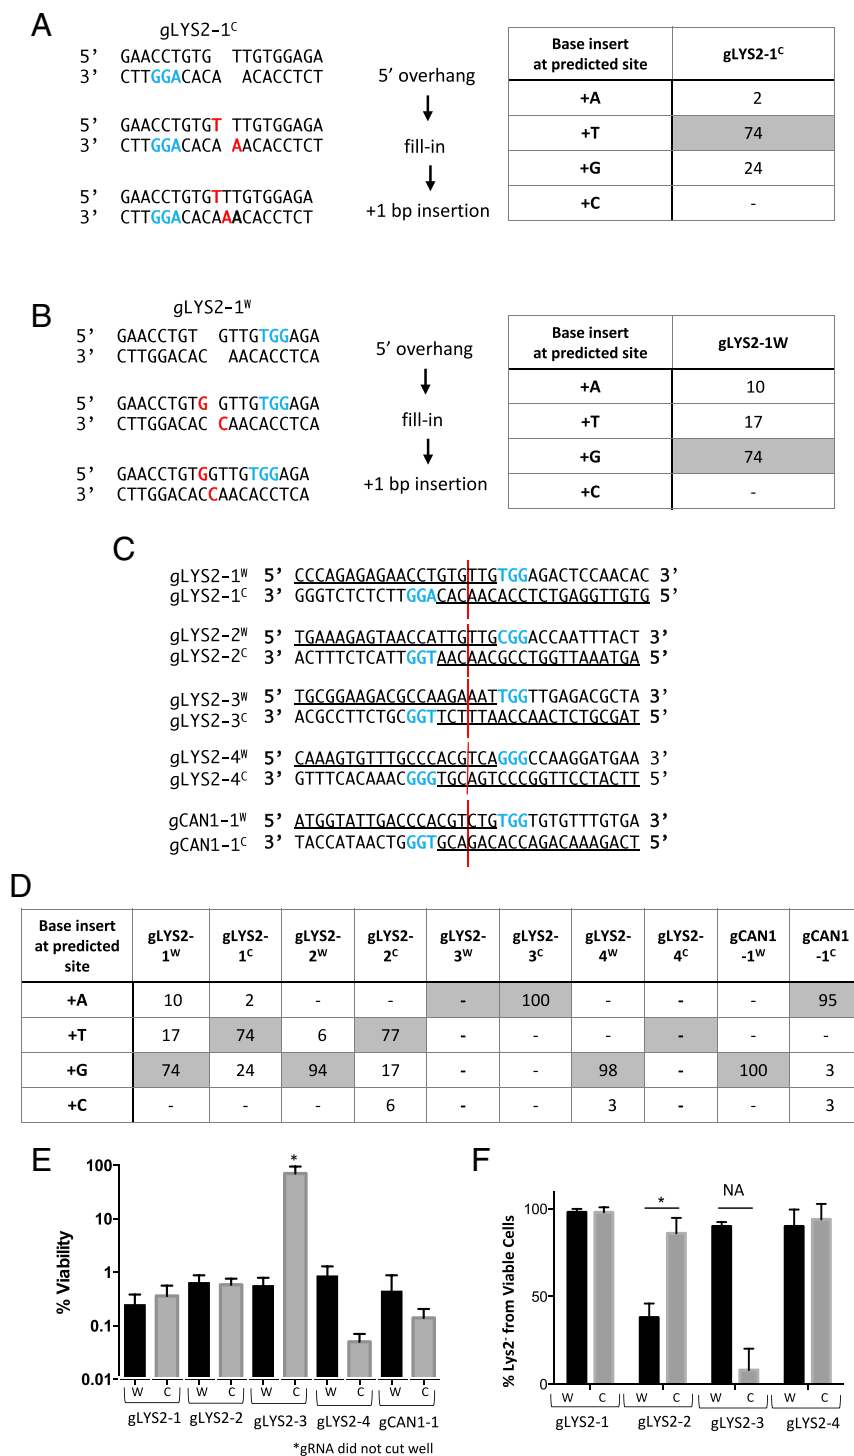 A
gLYS2-1ᶜ
5’ GAACCTGTG TTGTGGAGA
3’ CTTGGACACA ACACCTCT
5’ GAACCTGTGT TTGTGGAGA
3’ CTTGGACACA AACACCTCT
5’ GAACCTGTGTTTGTGGAGA
3’ CTTGGACACAAACACCTCT
5’ overhang
fill-in
+1 bp insertion
Base insert at predicted site gLYS2-1ᶜ
+A 2
+T 74
+G 24
+C -
B
gLYS2-1ᵂ
5’ GAACCTGT GTTGTGGAGA
3’ CTTGGACAC AACACCTCA
5’ GAACCTGTG GTTGTGGAGA
3’ CTTGGACAC CAACACCTCA
5’ GAACCTGTGGTTGTGGAGA
3’ CTTGGACACCAACACCTCA
5’ overhang
fill-in
+1 bp insertion
Base insert at predicted site gLYS2-1W
+A 10
+T 17
+G 74
+C -
C
gLYS2-1ᵂ 5’ CCCAGAGAGAACCTGTGTTGTGGAGACTCCAACAC 3’
gLYS2-1ᶜ 3’ GGGTCTCTCTTGGACACAACACCTCTGAGGTTGTG 5’
gLYS2-2ᵂ 5’ TGAAAGAGTAACCATTGTTGCGGACCAATTTACT 3’
gLYS2-2ᶜ 3’ ACTTTCTCATTGGTAACAACGCCTGGTTAAATGA 5’
gLYS2-3ᵂ 5’ TGCGGAAGACGCCAAGAAATTGGTTGAGACGCTA 3’
gLYS2-3ᶜ 3’ ACGCCTTCTGCGGTTCTTTAACCAACTCTGCGAT 5’
gLYS2-4ᵂ 5’ CAAAGTGTTTGCCCACGTCAGGGCCAAGGATGAA 3’
gLYS2-4ᶜ 3’ GTTTCACAAACGGGTGCAGTCCCGGTTCCTACTT 5’
gCAN1-1ᵂ 5’ ATGGTATTGACCCACGTCTGTGGTGTGTTTGTGA 3’
gCAN1-1ᶜ 3’ TACCATAACTGGGTGCAGACACCAGACAAAGACT 5’
D
Base insert at predicted site gLYS2-1ᵂ gLYS2-1ᶜ gLYS2-2ᵂ gLYS2-2ᶜ gLYS2-3ᵂ gLYS2-3ᶜ gLYS2-4ᵂ gLYS2-4ᶜ gCAN1-1ᵂ gCAN1-1ᶜ
+A 10 2 - - - 100 - - - 95
+T 17 74 6 77 - - - - - -
+G 74 24 94 17 - - 98 - 100 3
+C - - - 6 - - 3 - - 3
E
% Viability
100
10
1
0.1
0.01
*
W C W C W C W C W C
gLYS2-1 gLYS2-2 gLYS2-3 gLYS2-4 gCAN1-1
*gRNA did not cut well
F
% Lys2⁻ from Viable Cells
100
50
0
*
NA
W C W C W C W C
gLYS2-1 gLYS2-2 gLYS2-3 gLYS2-4